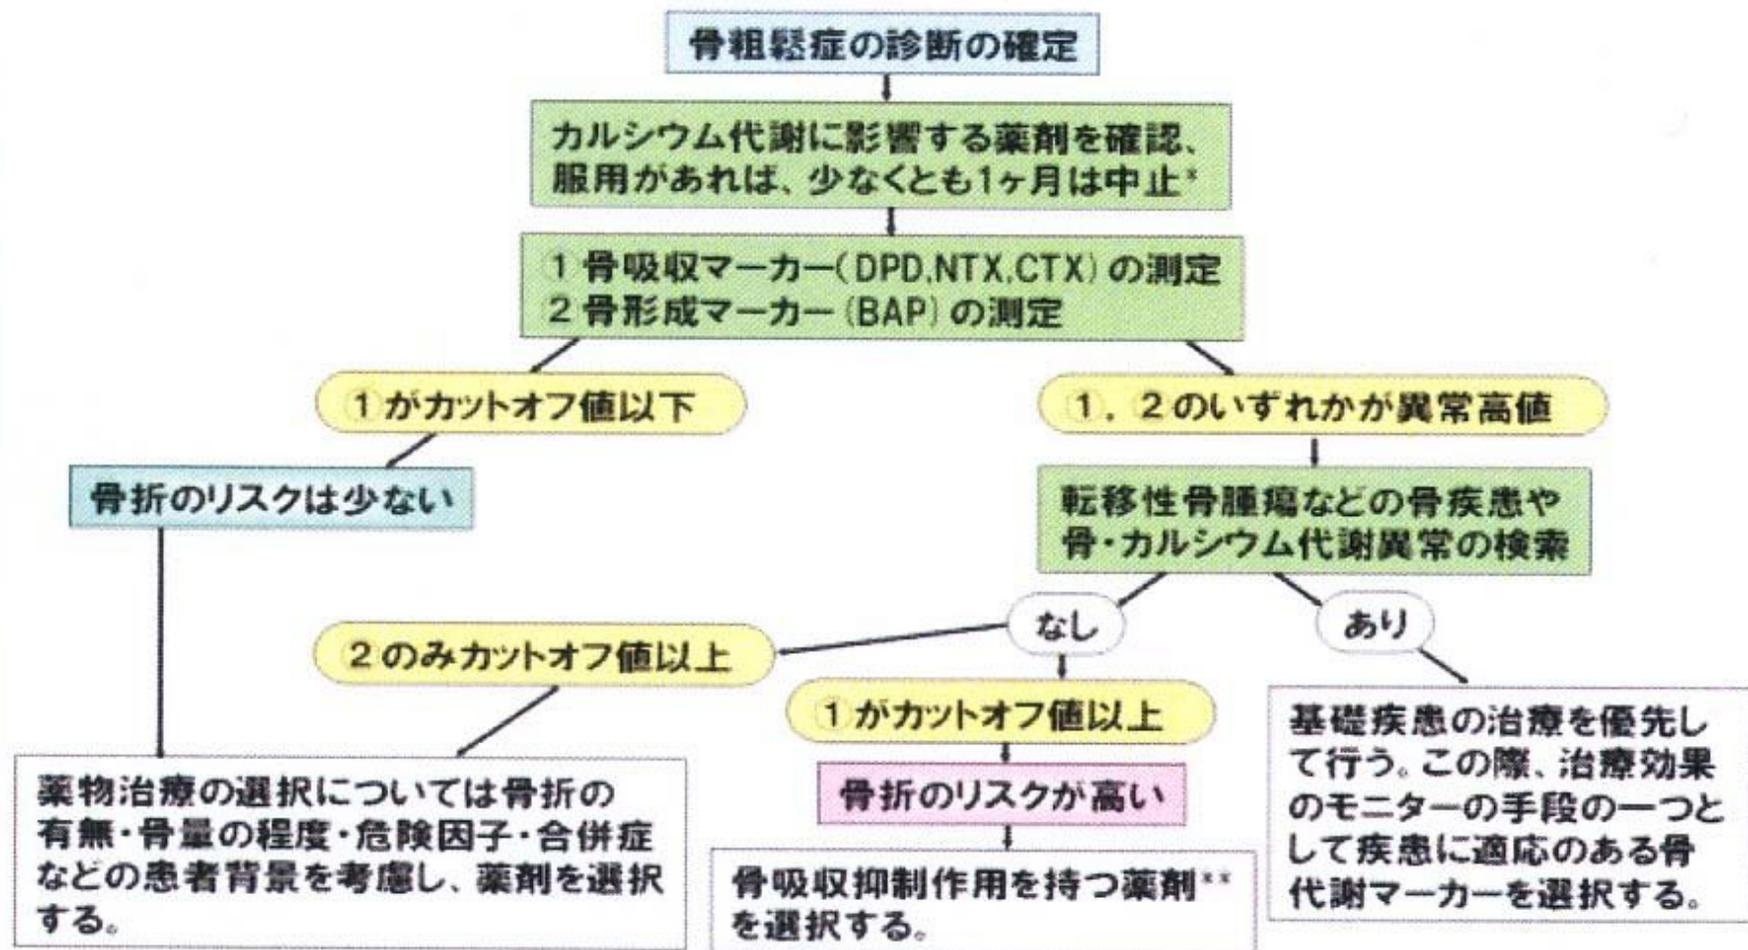 骨粗鬆症の診断の確定
カルシウム代謝に影響する薬剤を確認、
服用があれば、少なくとも1ヶ月は中止*
①骨吸収マーカー(DPD,NTX,CTX)の測定
②骨形成マーカー(BAP)の測定
①がカットオフ値以下
①, ②のいずれかが異常高値
骨折のリスクは少ない
転移性骨腫瘍などの骨疾患や
骨・カルシウム代謝異常の検索
なし
あり
②のみカットオフ値以上
①がカットオフ値以上
骨折のリスクが高い
薬物治療の選択については骨折の
有無・骨量の程度・危険因子・合併症
などの患者背景を考慮し、薬剤を選択
する。
骨吸収抑制作用を持つ薬剤**
を選択する。
基礎疾患の治療を優先し
て行う。この際、治療効果
のモニターの手段の一つと
して疾患に適応のある骨
代謝マーカーを選択する。